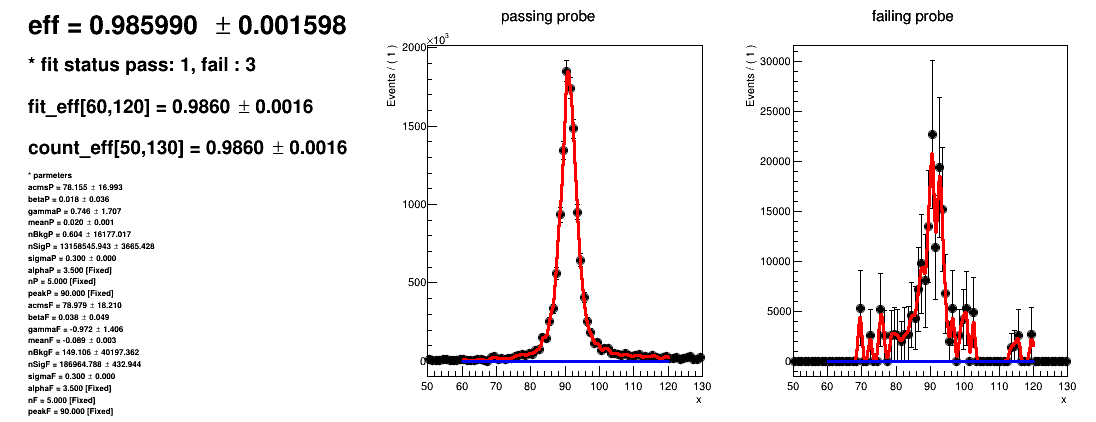 eff = 0.985990 ± 0.001598
* fit status pass: 1, fail : 3
fit_eff[60,120] = 0.9860 ± 0.0016
count_eff[50,130] = 0.9860 ± 0.0016
* parmeters
acmsP = 78.155 ± 16.993
betaP = 0.018 ± 0.036
gammaP = 0.746 ± 1.707
meanP = 0.020 ± 0.001
nBkgP = 0.604 ± 16177.017
nSigP = 13158545.943 ± 3665.428
sigmaP = 0.300 ± 0.000
alphaP = 3.500 [Fixed]
nP = 5.000 [Fixed]
peakP = 90.000 [Fixed]
acmsF = 78.979 ± 18.210
betaF = 0.038 ± 0.049
gammaF = -0.972 ± 1.406
meanF = -0.089 ± 0.003
nBkgF = 149.106 ± 40197.362
nSigF = 186964.788 ± 432.944
sigmaF = 0.300 ± 0.000
alphaF = 3.500 [Fixed]
nF = 5.000 [Fixed]
peakF = 90.000 [Fixed]
passing probe
×10³
Events / ( 1 )
2000
1500
1000
500
0
50 60 70 80 90 100 110 120 130
x
failing probe
Events / ( 1 )
30000
25000
20000
15000
10000
5000
0
50 60 70 80 90 100 110 120 130
x